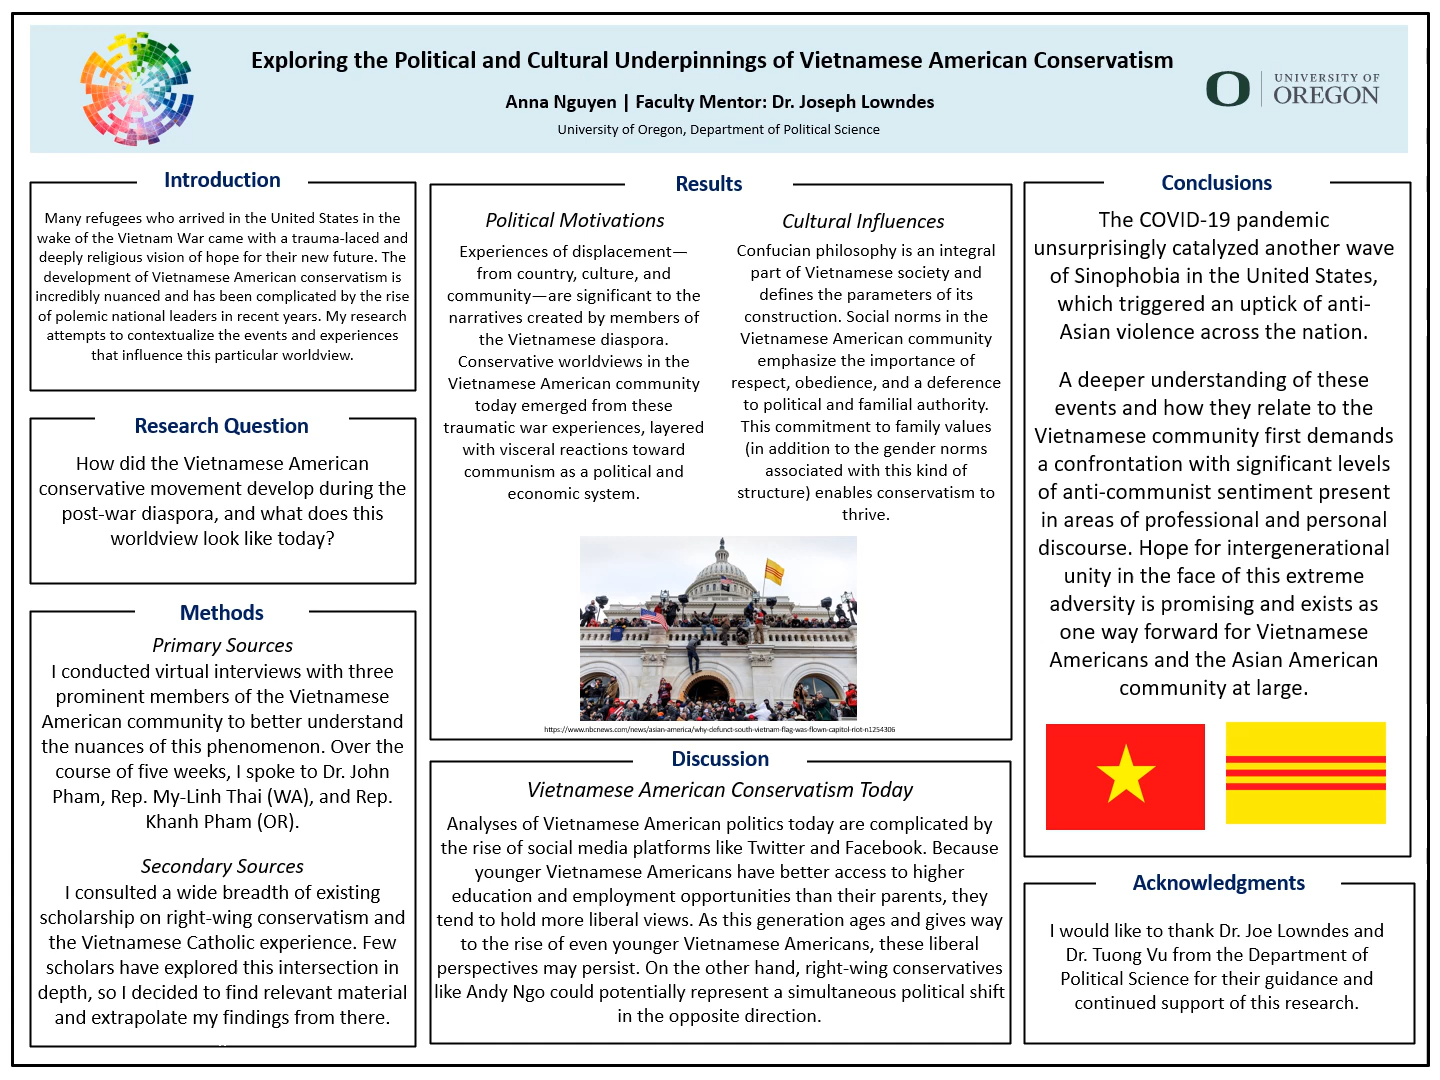 Exploring the Political and Cultural Underpinnings of Vietnamese American Conservatism
Anna Nguyen | Faculty Mentor: Dr. Joseph Lowndes
University of Oregon, Department of Political Science
UNIVERSITY OF
OREGON
Introduction
Many refugees who arrived in the United States in the
wake of the Vietnam War came with a trauma-laced and
deeply religious vision of hope for their new future. The
development of Vietnamese American conservatism is
incredibly nuanced and has been complicated by the rise
of polemic national leaders in recent years. My research
attempts to contextualize the events and experiences
that influence this particular worldview.
Research Question
How did the Vietnamese American
conservative movement develop during the
post-war diaspora, and what does this
worldview look like today?
Methods
Primary Sources
I conducted virtual interviews with three
prominent members of the Vietnamese
American community to better understand
the nuances of this phenomenon. Over the
course of five weeks, I spoke to Dr. John
Pham, Rep. My-Linh Thai (WA), and Rep.
Khanh Pham (OR).
Secondary Sources
I consulted a wide breadth of existing
scholarship on right-wing conservatism and
the Vietnamese Catholic experience. Few
scholars have explored this intersection in
depth, so I decided to find relevant material
and extrapolate my findings from there.
Results
Political Motivations
Experiences of displacement—
from country, culture, and
community—are significant to the
narratives created by members of
the Vietnamese diaspora.
Conservative worldviews in the
Vietnamese American community
today emerged from these
traumatic war experiences, layered
with visceral reactions toward
communism as a political and
economic system.
Cultural Influences
Confucian philosophy is an integral
part of Vietnamese society and
defines the parameters of its
construction. Social norms in the
Vietnamese American community
emphasize the importance of
respect, obedience, and a deference
to political and familial authority.
This commitment to family values
(in addition to the gender norms
associated with this kind of
structure) enables conservatism to
thrive.
https://www.nbcnews.com/news/asian-america/why-defunct-south-vietnam-flag-was-flown-capitol-riot-n1254306
Discussion
Vietnamese American Conservatism Today
Analyses of Vietnamese American politics today are complicated by
the rise of social media platforms like Twitter and Facebook. Because
younger Vietnamese Americans have better access to higher
education and employment opportunities than their parents, they
tend to hold more liberal views. As this generation ages and gives way
to the rise of even younger Vietnamese Americans, these liberal
perspectives may persist. On the other hand, right-wing conservatives
like Andy Ngo could potentially represent a simultaneous political shift
in the opposite direction.
Conclusions
The COVID-19 pandemic
unsurprisingly catalyzed another wave
of Sinophobia in the United States,
which triggered an uptick of anti-
Asian violence across the nation.
A deeper understanding of these
events and how they relate to the
Vietnamese community first demands
a confrontation with significant levels
of anti-communist sentiment present
in areas of professional and personal
discourse. Hope for intergenerational
unity in the face of this extreme
adversity is promising and exists as
one way forward for Vietnamese
Americans and the Asian American
community at large.
Acknowledgments
I would like to thank Dr. Joe Lowndes and
Dr. Tuong Vu from the Department of
Political Science for their guidance and
continued support of this research.